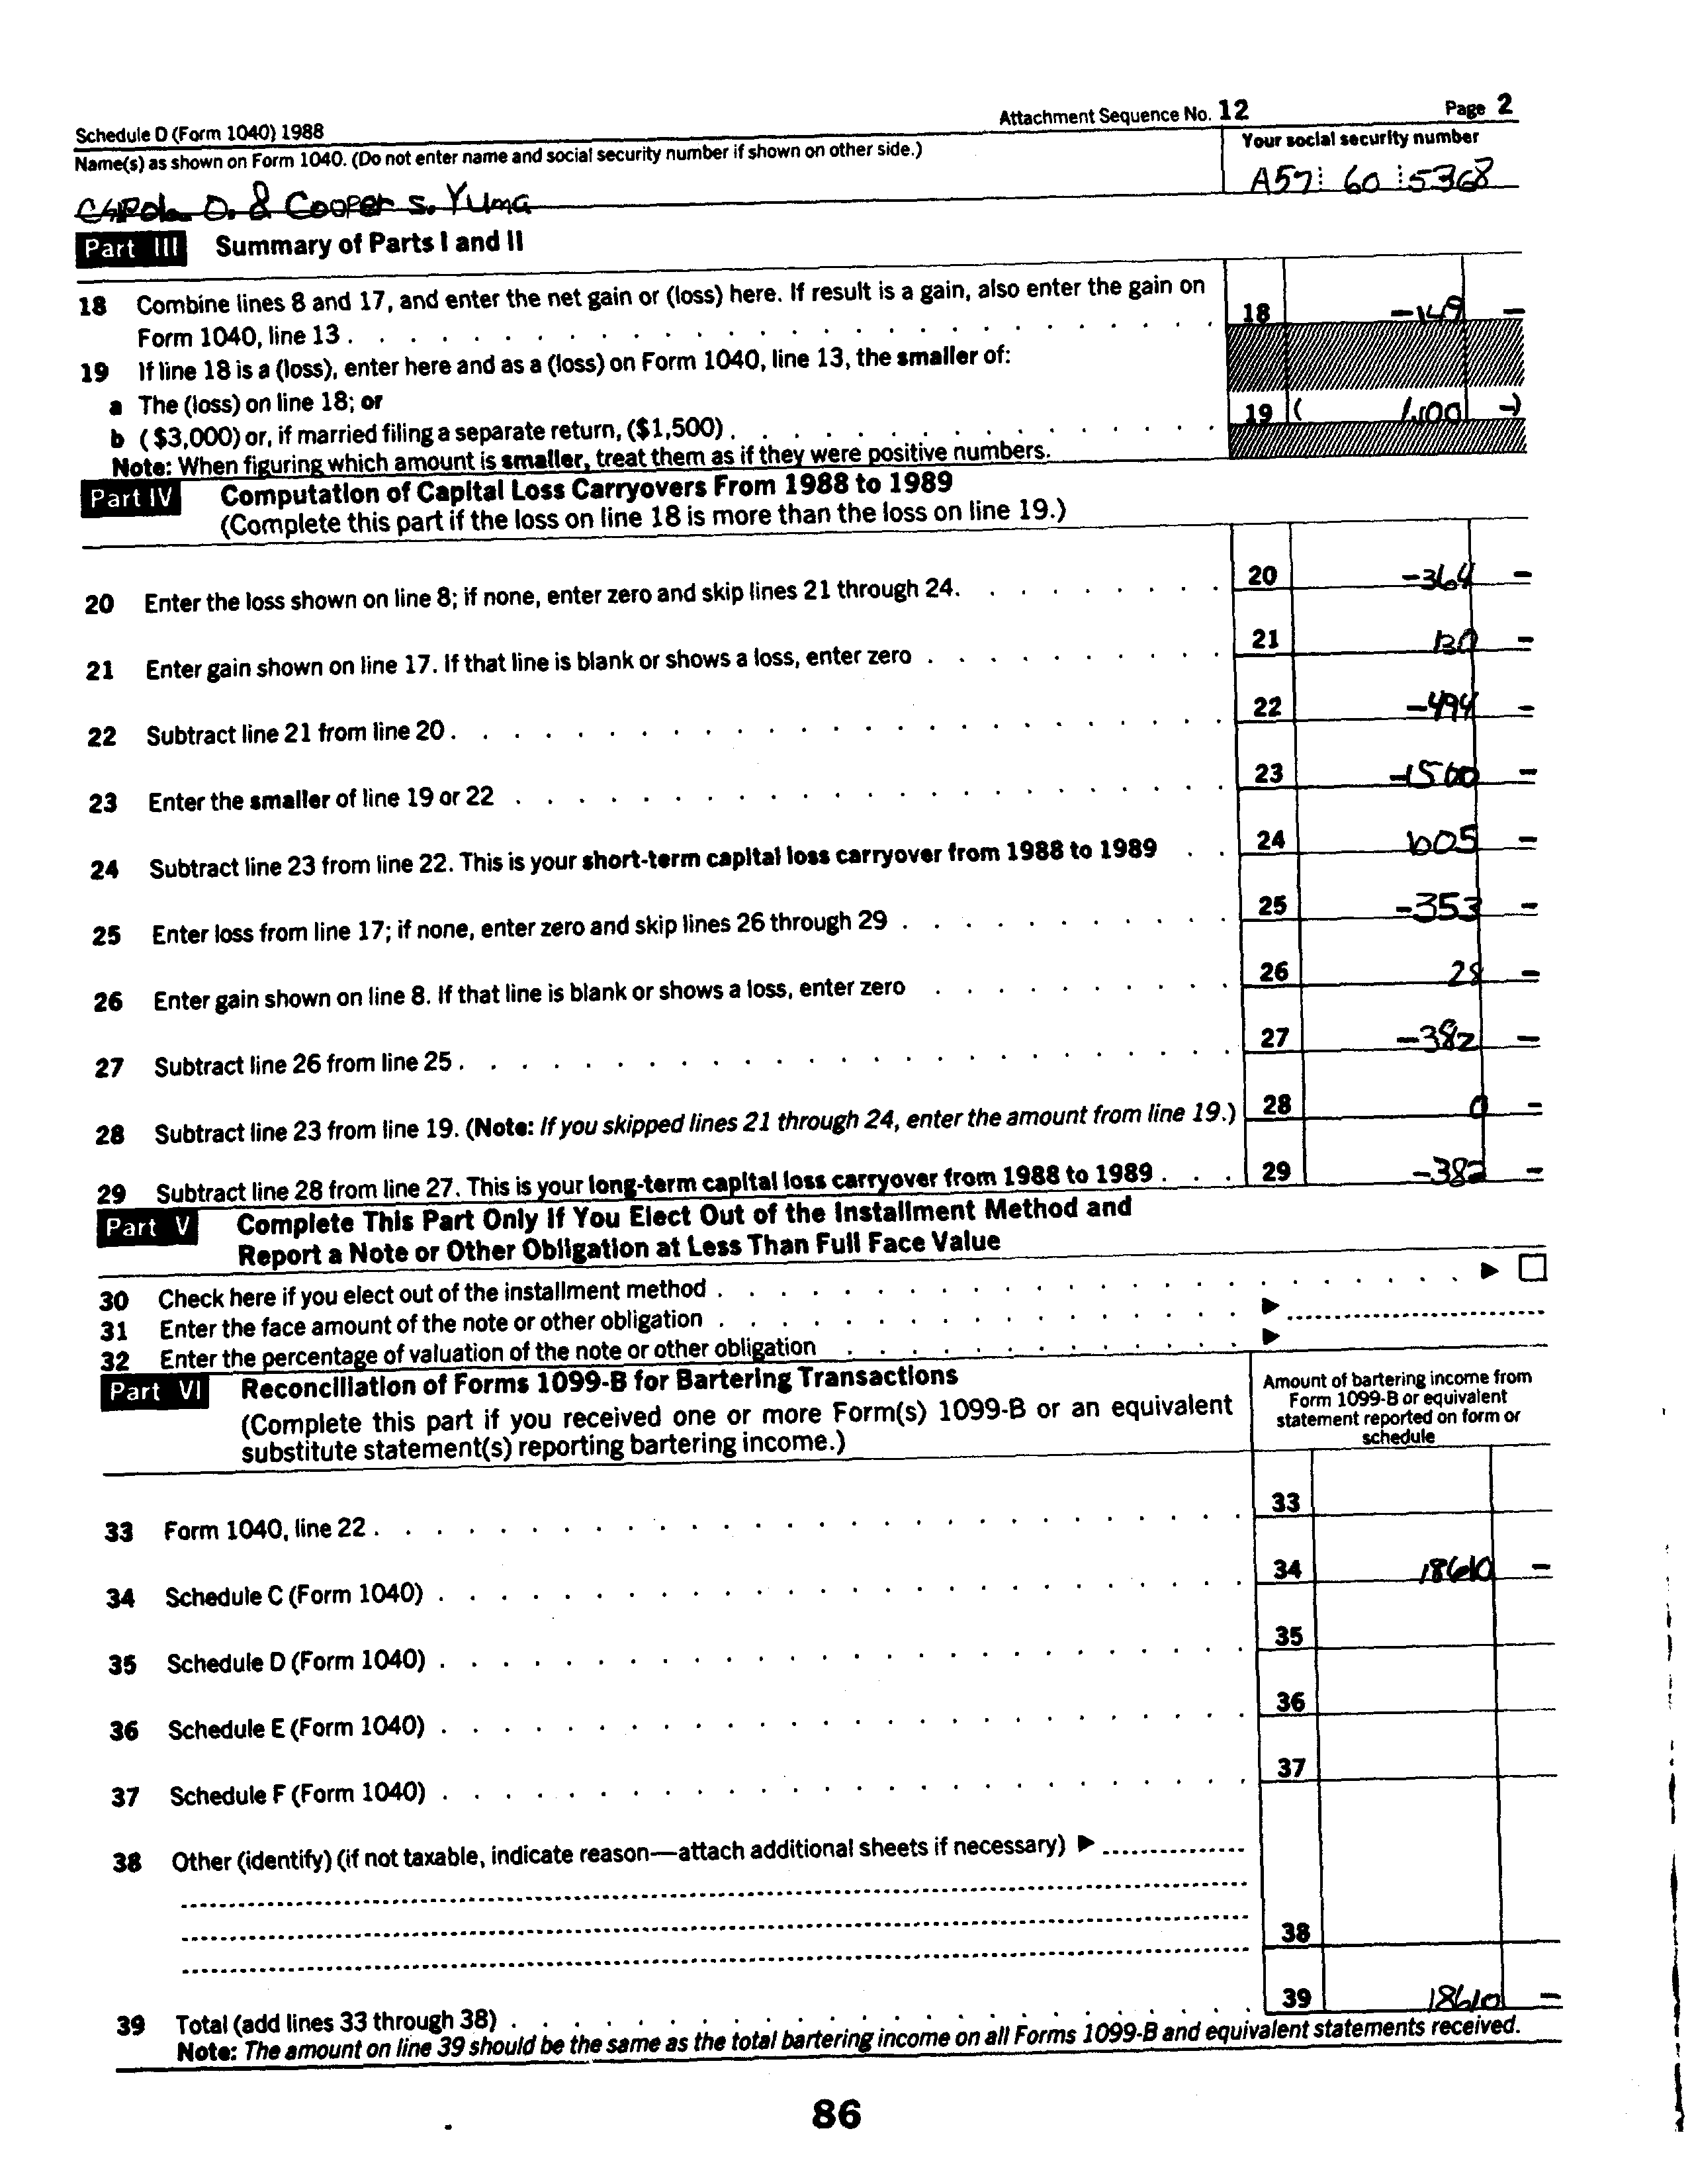 Schedule D (Form 1040) 1988 Attachment Sequence No. 12 Page 2
Name(s) as shown on Form 1040. (Do not enter name and social security number if shown on other side.) Your social security number
O. & Cooper S. Yuma A57 60 5368
Part III Summary of Parts I and II
18 Combine lines 8 and 17, and enter the net gain or (loss) here. If result is a gain, also enter the gain on
Form 1040, line 13 . 18 -149 -
19 If line 18 is a (loss), enter here and as a (loss) on Form 1040, line 13, the smaller of:
a The (loss) on line 18; or
b ($3,000) or, if married filing a separate return, ($1,500) . 19 ( -)
Note: When figuring which amount is smaller, treat them as if they were positive numbers.
Part IV Computation of Capital Loss Carryovers From 1988 to 1989
(Complete this part if the loss on line 18 is more than the loss on line 19.)
20 Enter the loss shown on line 8; if none, enter zero and skip lines 21 through 24. 20 -364 -
21 Enter gain shown on line 17. If that line is blank or shows a loss, enter zero . 21 130 -
22 Subtract line 21 from line 20 . 22 -494 -
23 Enter the smaller of line 19 or 22 . 23 -1500 -
24 Subtract line 23 from line 22. This is your short-term capital loss carryover from 1988 to 1989 . 24 -
25 Enter loss from line 17; if none, enter zero and skip lines 26 through 29 . 25 -353 -
26 Enter gain shown on line 8. If that line is blank or shows a loss, enter zero . 26 28 -
27 Subtract line 26 from line 25 . 27 -382 -
28 Subtract line 23 from line 19. (Note: If you skipped lines 21 through 24, enter the amount from line 19.) 28 0 -
29 Subtract line 28 from line 27. This is your long-term capital loss carryover from 1988 to 1989 . 29 -382 -
Part V Complete This Part Only If You Elect Out of the Installment Method and
Report a Note or Other Obligation at Less Than Full Face Value
30 Check here if you elect out of the installment method . ▶ ☐
31 Enter the face amount of the note or other obligation . ▶
32 Enter the percentage of valuation of the note or other obligation . ▶
Part VI Reconciliation of Forms 1099-B for Bartering Transactions
(Complete this part if you received one or more Form(s) 1099-B or an equivalent
substitute statement(s) reporting bartering income.)
Amount of bartering income from
Form 1099-B or equivalent
statement reported on form or
schedule
33 Form 1040, line 22 . 33
34 Schedule C (Form 1040) . 34 18610 -
35 Schedule D (Form 1040) . 35
36 Schedule E (Form 1040) . 36
37 Schedule F (Form 1040) . 37
38 Other (identify) (if not taxable, indicate reason—attach additional sheets if necessary) ▶
38
39 Total (add lines 33 through 38) . 39 18610 -
Note: The amount on line 39 should be the same as the total bartering income on all Forms 1099-B and equivalent statements received.
86